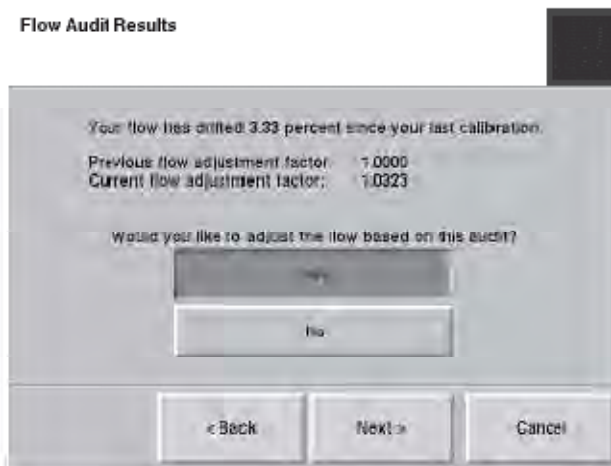 Flow Audit Results
Your flow has drifted 3.33 percent since your last calibration.
Previous flow adjustment factor: 1.0000
Current flow adjustment factor: 1.0323
Would you like to adjust the flow based on this audit?
Yes
No
< Back
Next >
Cancel